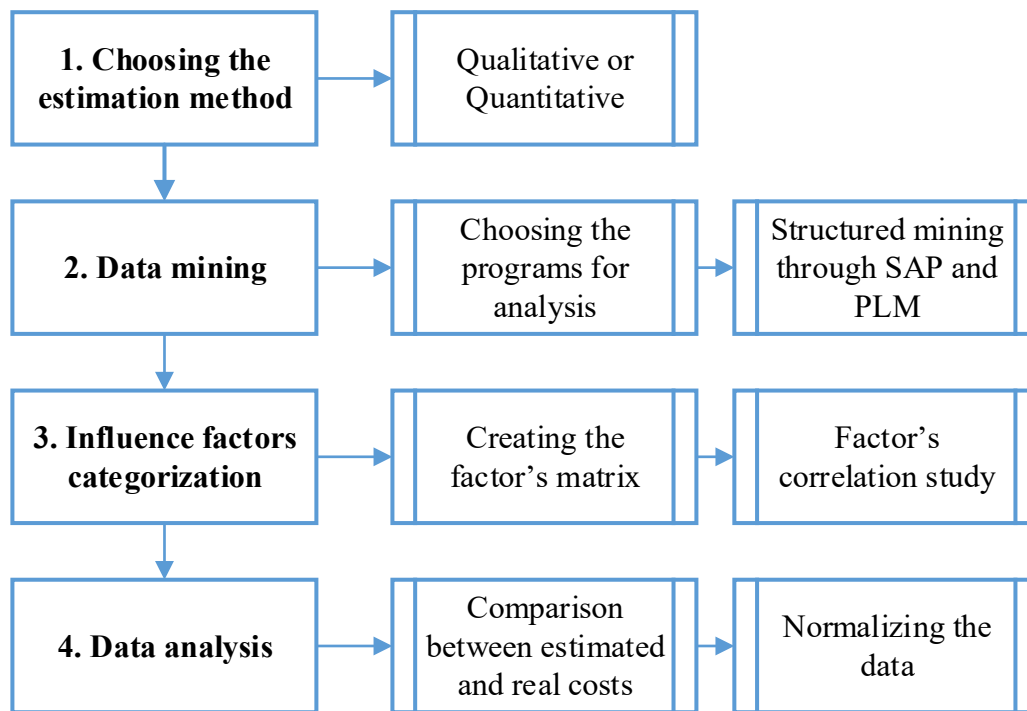 1. Choosing the
estimation method
Qualitative or
Quantitative
2. Data mining
Choosing the
programs for
analysis
Structured mining
through SAP and
PLM
3. Influence factors
categorization
Creating the
factor’s matrix
Factor’s
correlation study
4. Data analysis
Comparison
between estimated
and real costs
Normalizing the
data